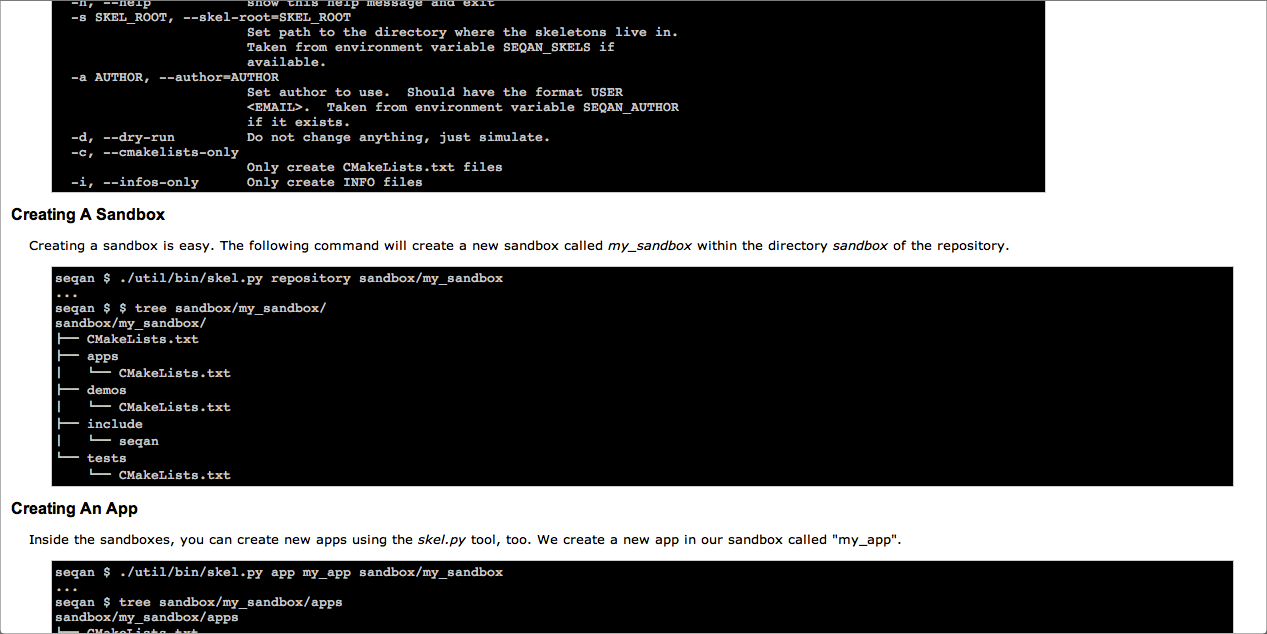 -h, --help            show this help message and exit
-s SKEL_ROOT, --skel-root=SKEL_ROOT
Set path to the directory where the skeletons live in.
Taken from environment variable SEQAN_SKELS if
available.
-a AUTHOR, --author=AUTHOR
Set author to use.  Should have the format USER
<EMAIL>.  Taken from environment variable SEQAN_AUTHOR
if it exists.
-d, --dry-run         Do not change anything, just simulate.
-c, --cmakelists-only
Only create CMakeLists.txt files
-i, --infos-only      Only create INFO files
Creating A Sandbox
Creating a sandbox is easy. The following command will create a new sandbox called my_sandbox within the directory sandbox of the repository.
seqan $ ./util/bin/skel.py repository sandbox/my_sandbox
...
seqan $ $ tree sandbox/my_sandbox/
sandbox/my_sandbox/
├── CMakeLists.txt
├── apps
│   └── CMakeLists.txt
├── demos
│   └── CMakeLists.txt
├── include
│   └── seqan
└── tests
    └── CMakeLists.txt
Creating An App
Inside the sandboxes, you can create new apps using the skel.py tool, too. We create a new app in our sandbox called "my_app".
seqan $ ./util/bin/skel.py app my_app sandbox/my_sandbox
...
seqan $ tree sandbox/my_sandbox/apps
sandbox/my_sandbox/apps
├── CMakeLists.txt